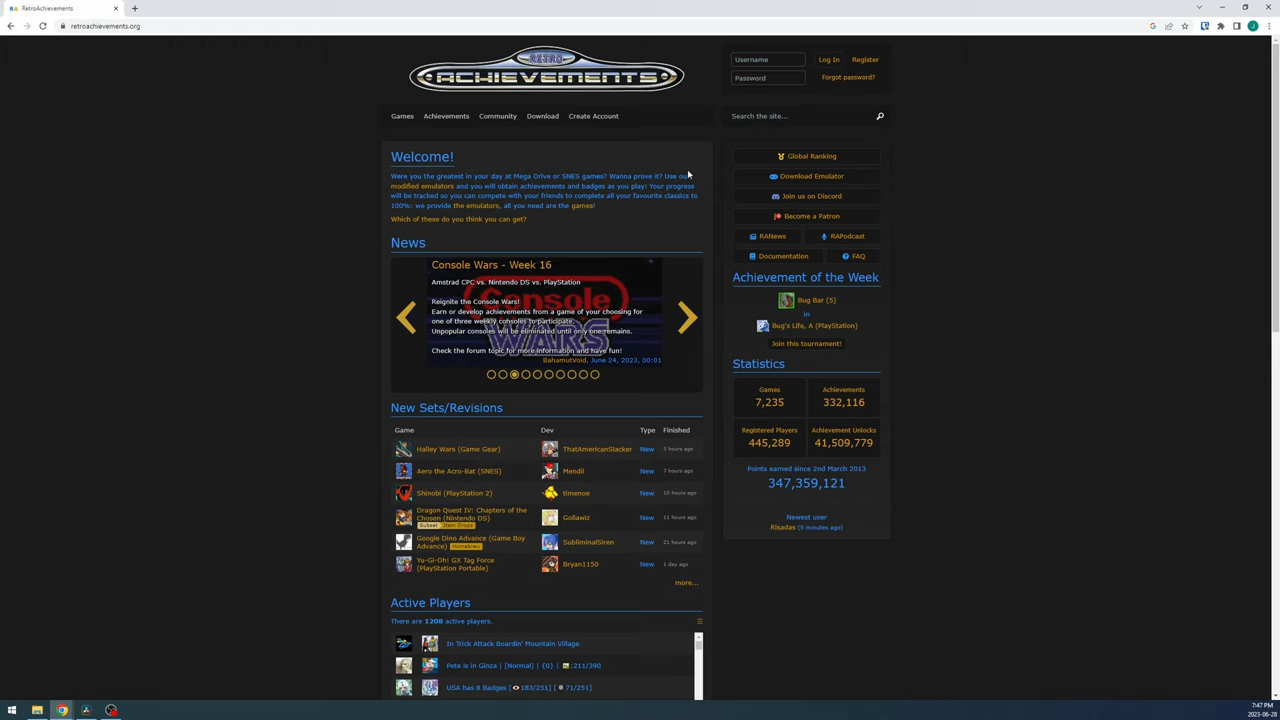 RetroAchievements
retroachievements.org
RETRO
ACHIEVEMENTS
Username
Log In
Register
Password
Forgot password?
Games
Achievements
Community
Download
Create Account
Search the site...
Welcome!
Were you the greatest in your day at Mega Drive or SNES games? Wanna prove it? Use our
modified emulators and you will obtain achievements and badges as you play! Your progress
will be tracked so you can compete with your friends to complete all your favourite classics to
100%: we provide the emulators, all you need are the games!
Which of these do you think you can get?
News
Console Wars - Week 16
Amstrad CPC vs. Nintendo DS vs. PlayStation
Reignite the Console Wars!
Earn or develop achievements from a game of your choosing for
one of three weekly consoles to participate.
Unpopular consoles will be eliminated until only one remains.
Check the forum topic for more information and have fun!
BahamutVoid, June 24, 2023, 00:01
Console
WARS
New Sets/Revisions
Game Dev Type Finished
Halley Wars (Game Gear) ThatAmericanSlacker New 3 hours ago
Aero the Acro-Bat (SNES) Mendil New 7 hours ago
Shinobi (PlayStation 2) timenoe New 10 hours ago
Dragon Quest IV: Chapters of the
Chosen (Nintendo DS) Gollawiz New 11 hours ago
Subset Item Drops
Google Dino Advance (Game Boy
Advance) Homebrew SubliminalSiren New 21 hours ago
Yu-Gi-Oh! GX Tag Force
(PlayStation Portable) Bryan1150 New 1 day ago
more...
Active Players
There are 1208 active players.
In Trick Attack Boardin' Mountain Village
Pete is in Ginza | [Normal] | {0} | :211/390
USA has 8 Badges [ 183/251] [ 71/251]
Global Ranking
Download Emulator
Join us on Discord
Become a Patron
RANews
RAPodcast
Documentation
FAQ
Achievement of the Week
Bug Bar (5)
in
Bug's Life, A (PlayStation)
Join this tournament!
Statistics
Games
7,235
Achievements
332,116
Registered Players
445,289
Achievement Unlocks
41,509,779
Points earned since 2nd March 2013
347,359,121
Newest user
Risadas (5 minutes ago)
7:47 PM
2023-06-28